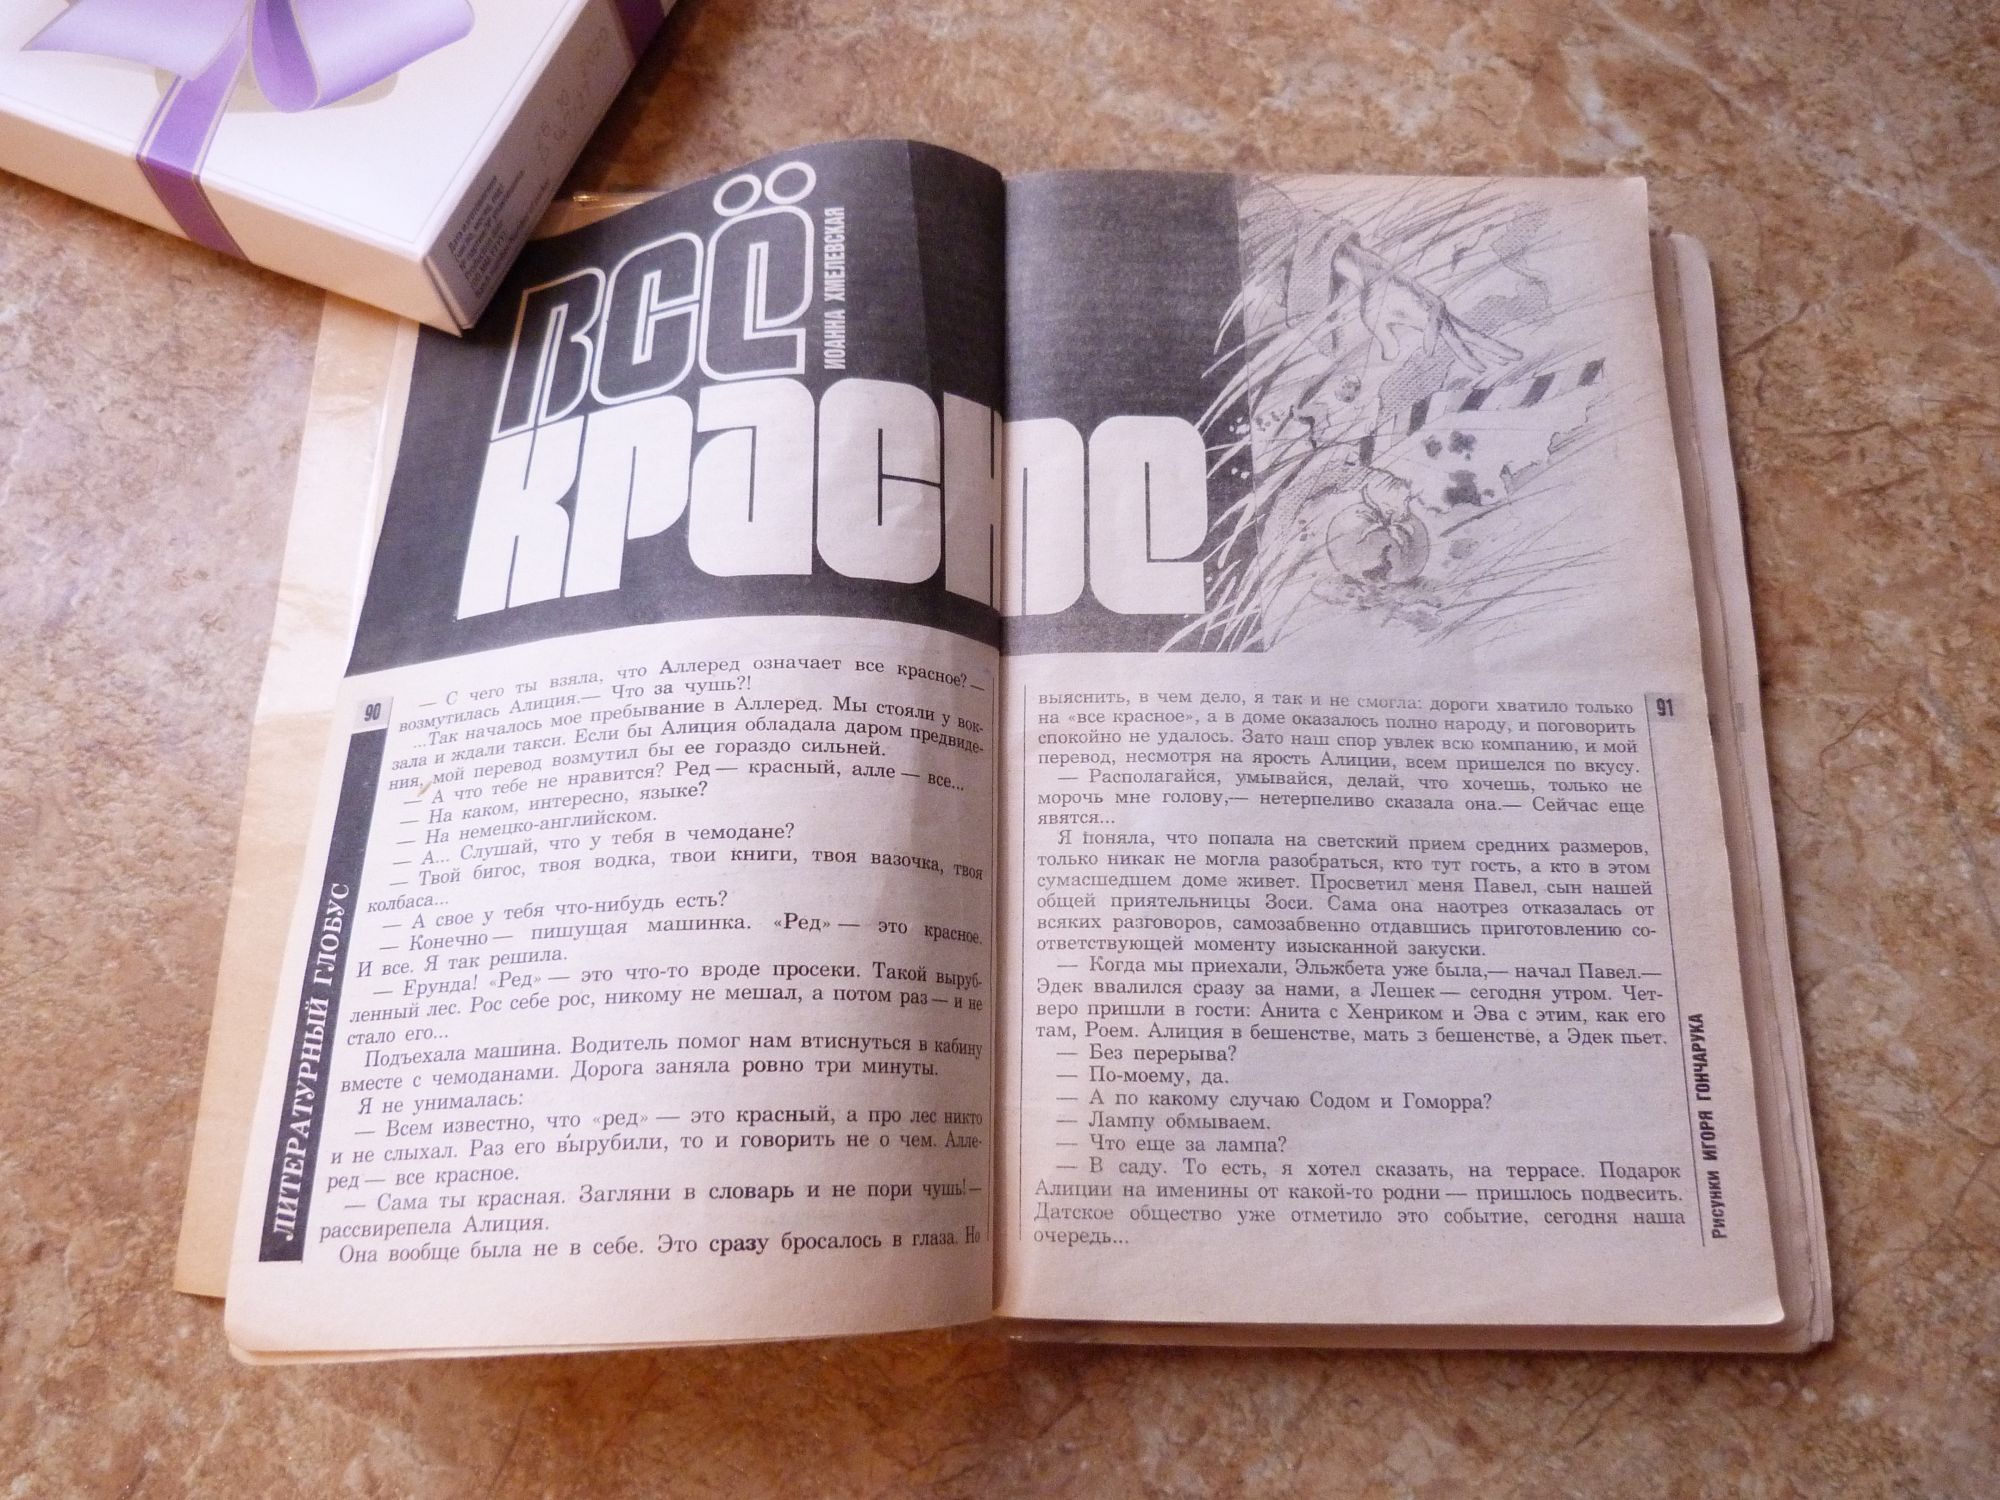 ВСЁ
КРАСНОЕ
ИОАННА ХМЕЛЕВСКАЯ
90
ЛИТЕРАТУРНЫЙ ГЛОБУС
— С чего ты взяла, что Аллеред означает все красное? —
возмутилась Алиция.— Что за чушь?!
...Так началось мое пребывание в Аллеред. Мы стояли у вок-
зала и ждали такси. Если бы Алиция обладала даром предвиде-
ния, мой перевод возмутил бы ее гораздо сильней.
— А что тебе не нравится? Ред — красный, алле — все...
— На каком, интересно, языке?
— На немецко-английском.
— А... Слушай, что у тебя в чемодане?
— Твой бигос, твоя водка, твои книги, твоя вазочка, твоя
колбаса...
— А свое у тебя что-нибудь есть?
— Конечно — пишущая машинка. «Ред» — это красное.
И все. Я так решила.
— Ерунда! «Ред» — это что-то вроде просеки. Такой выруб-
ленный лес. Рос себе рос, никому не мешал, а потом раз — и не
стало его...
Подъехала машина. Водитель помог нам втиснуться в кабину
вместе с чемоданами. Дорога заняла ровно три минуты.
Я не унималась:
— Всем известно, что «ред» — это красный, а про лес никто
и не слыхал. Раз его вырубили, то и говорить не о чем. Алле-
ред — все красное.
— Сама ты красная. Загляни в словарь и не пори чушь! —
рассвирепела Алиция.
Она вообще была не в себе. Это сразу бросалось в глаза. Но
91
выяснить, в чем дело, я так и не смогла: дороги хватило только
на «все красное», а в доме оказалось полно народу, и поговорить
спокойно не удалось. Зато наш спор увлек всю компанию, и мой
перевод, несмотря на ярость Алиции, всем пришелся по вкусу.
— Располагайся, умывайся, делай, что хочешь, только не
морочь мне голову,— нетерпеливо сказала она.— Сейчас еще
явятся...
Я поняла, что попала на светский прием средних размеров,
только никак не могла разобраться, кто тут гость, а кто в этом
сумасшедшем доме живет. Просветил меня Павел, сын нашей
общей приятельницы Зоси. Сама она наотрез отказалась от
всяких разговоров, самозабвенно отдавшись приготовлению со-
ответствующей моменту изысканной закуски.
— Когда мы приехали, Эльжбета уже была,— начал Павел.—
Эдек ввалился сразу за нами, а Лешек — сегодня утром. Чет-
веро пришли в гости: Анита с Хенриком и Эва с этим, как его
там, Роем. Алиция в бешенстве, мать в бешенстве, а Эдек пьет.
— Без перерыва?
— По-моему, да.
— А по какому случаю Содом и Гоморра?
— Лампу обмываем.
— Что еще за лампа?
— В саду. То есть, я хотел сказать, на террасе. Подарок
Алиции на именины от какой-то родни — пришлось подвесить.
Датское общество уже отметило это событие, сегодня наша
очередь...
Рисунки ИГОРЯ ГОНЧАРУКА